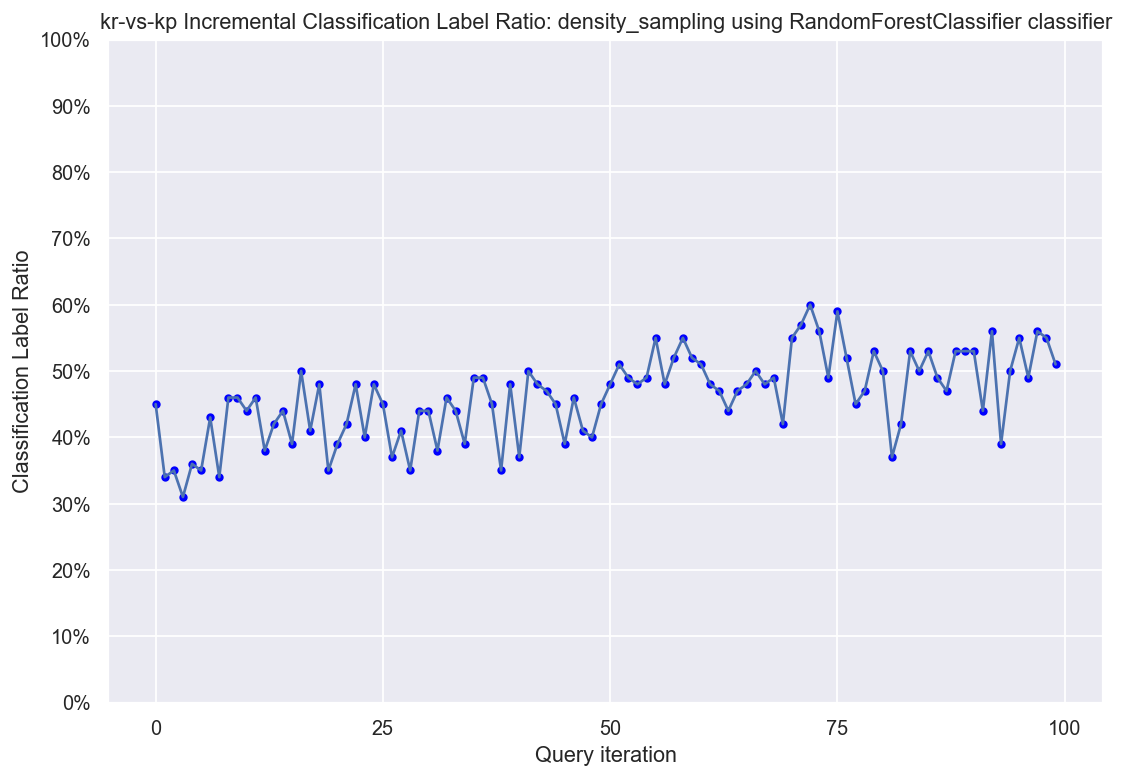 kr-vs-kp Incremental Classification Label Ratio: density_sampling using RandomForestClassifier classifier
100%
90%
80%
70%
60%
50%
40%
30%
20%
10%
0%
Classification Label Ratio
0 25 50 75 100
Query iteration